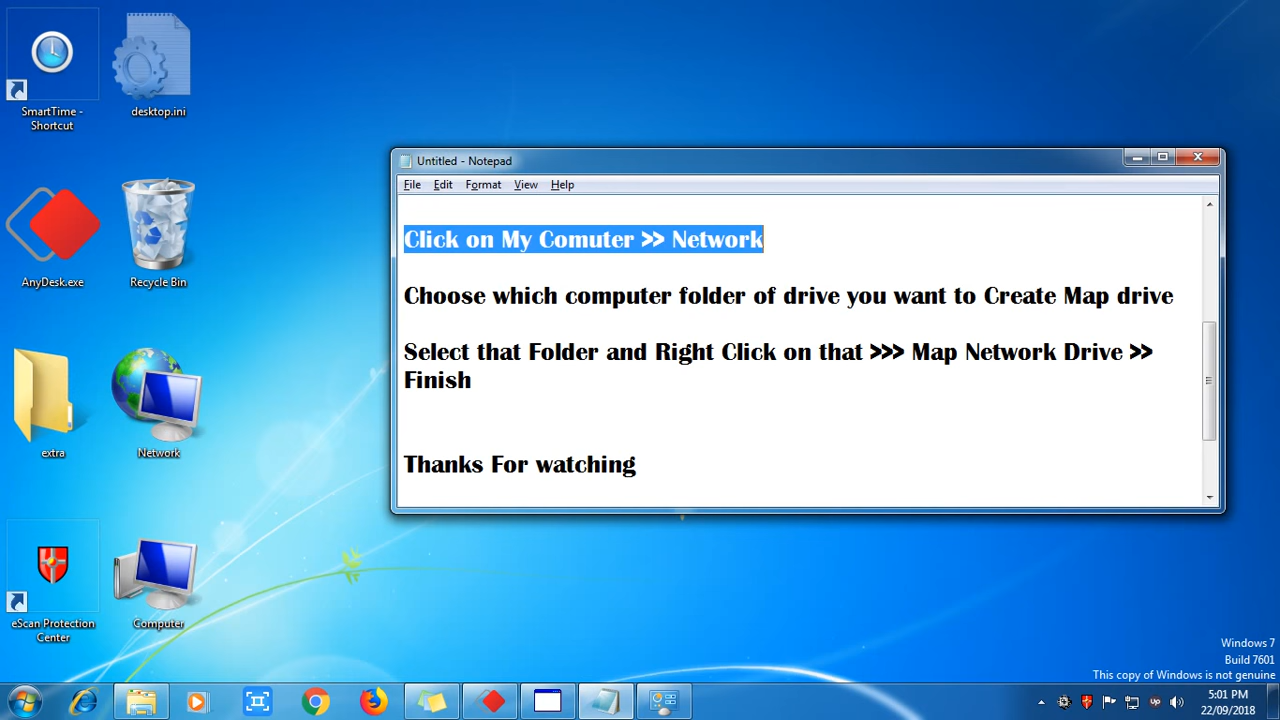 SmartTime -
Shortcut
desktop.ini
AnyDesk.exe
Recycle Bin
extra
Network
eScan Protection
Center
Computer
Untitled - Notepad
File Edit Format View Help
Click on My Comuter >> Network
Choose which computer folder of drive you want to Create Map drive
Select that Folder and Right Click on that >>> Map Network Drive >>
Finish
Thanks For watching
Windows 7
Build 7601
This copy of Windows is not genuine
5:01 PM
22/09/2018